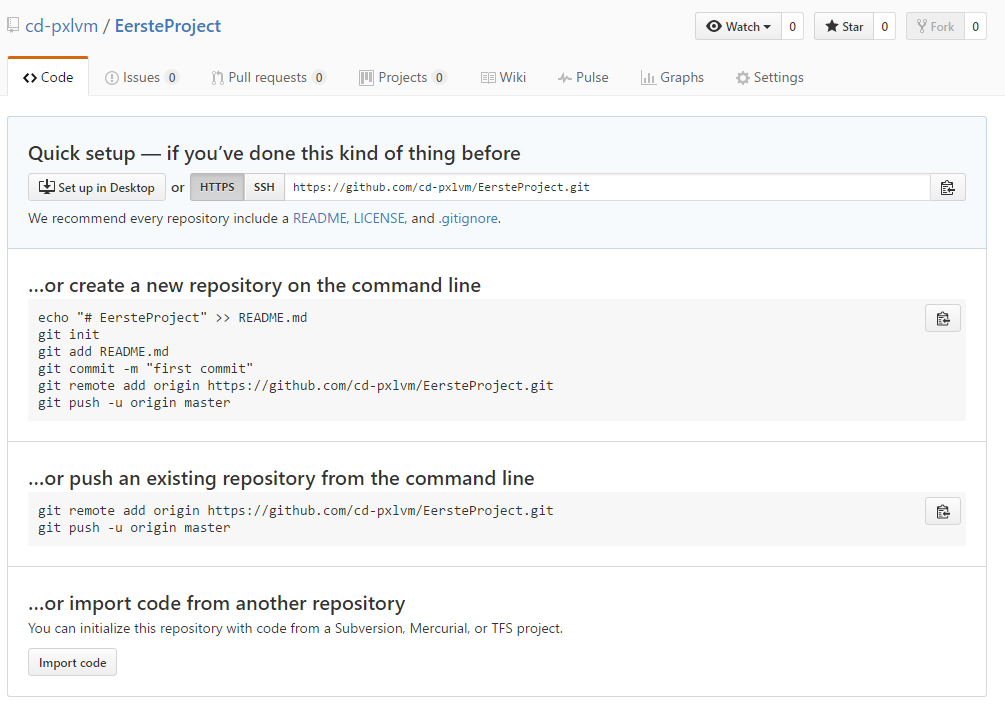 cd-pxlvm / EersteProject
Watch 0 Star 0 Fork 0
Code Issues 0 Pull requests 0 Projects 0 Wiki Pulse Graphs Settings
Quick setup — if you’ve done this kind of thing before
Set up in Desktop or HTTPS SSH https://github.com/cd-pxlvm/EersteProject.git
We recommend every repository include a README, LICENSE, and .gitignore.
…or create a new repository on the command line
echo "# EersteProject" >> README.md
git init
git add README.md
git commit -m "first commit"
git remote add origin https://github.com/cd-pxlvm/EersteProject.git
git push -u origin master
…or push an existing repository from the command line
git remote add origin https://github.com/cd-pxlvm/EersteProject.git
git push -u origin master
…or import code from another repository
You can initialize this repository with code from a Subversion, Mercurial, or TFS project.
Import code